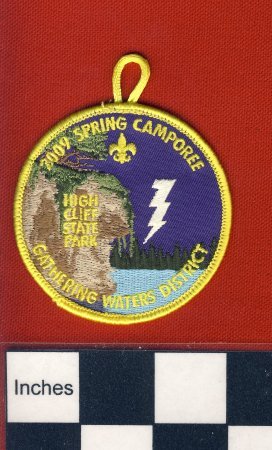 2009 SPRING CAMPOREE
HIGH
CLIFF
STATE
PARK
GATHERING WATERS DISTRICT
Inches